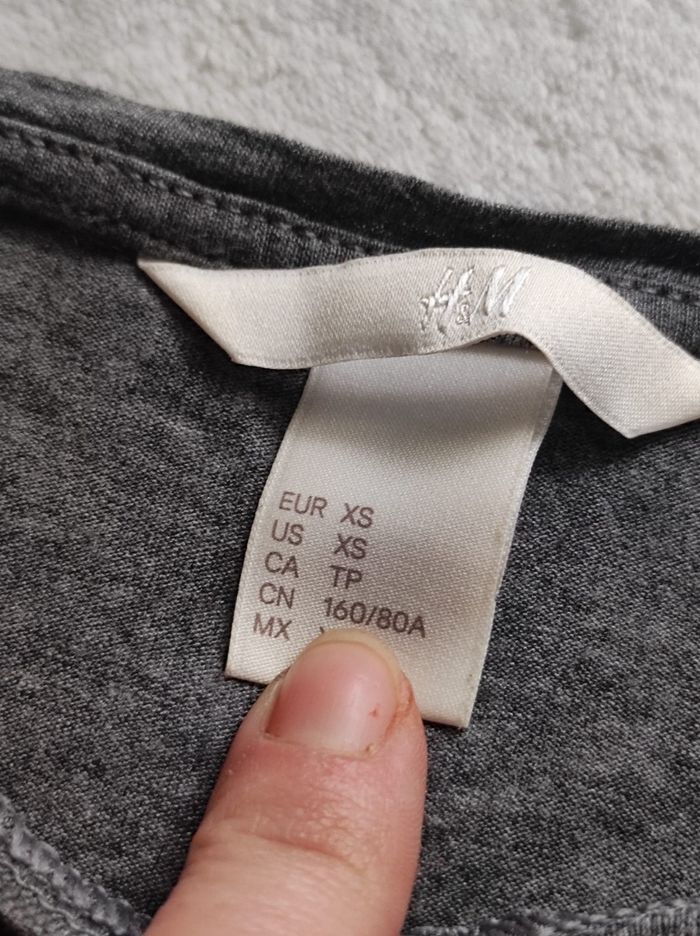 H&M
EUR XS
US XS
CA TP
CN 160/80A
MX